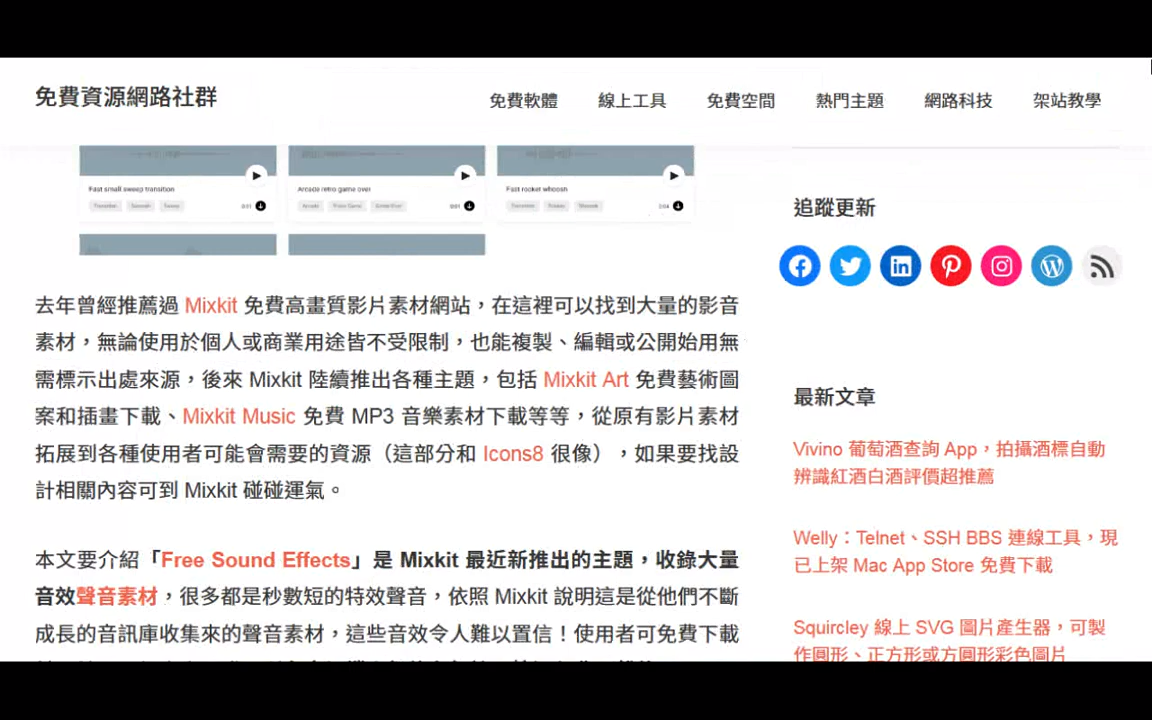 免費資源網路社群
免費軟體 線上工具 免費空間 熱門主題 網路科技 架站教學
Fast small sweep transition
Arcade retro game over
Fast rocket whoosh
去年曾經推薦過 Mixkit 免費高畫質影片素材網站，在這裡可以找到大量的影音
素材，無論使用於個人或商業用途皆不受限制，也能複製、編輯或公開始用無
需標示出處來源，後來 Mixkit 陸續推出各種主題，包括 Mixkit Art 免費藝術圖
案和插畫下載、Mixkit Music 免費 MP3 音樂素材下載等等，從原有影片素材
拓展到各種使用者可能會需要的資源（這部分和 Icons8 很像），如果要找設
計相關內容可到 Mixkit 碰碰運氣。
本文要介紹「Free Sound Effects」是 Mixkit 最近新推出的主題，收錄大量
音效聲音素材，很多都是秒數短的特效聲音，依照 Mixkit 說明這是從他們不斷
成長的音訊庫收集來的聲音素材，這些音效令人難以置信！使用者可免費下載
追蹤更新
最新文章
Vivino 葡萄酒查詢 App，拍攝酒標自動
辨識紅酒白酒評價超推薦
Welly：Telnet、SSH BBS 連線工具，現
已上架 Mac App Store 免費下載
Squircley 線上 SVG 圖片產生器，可製
作圓形、正方形或方圓形彩色圖片